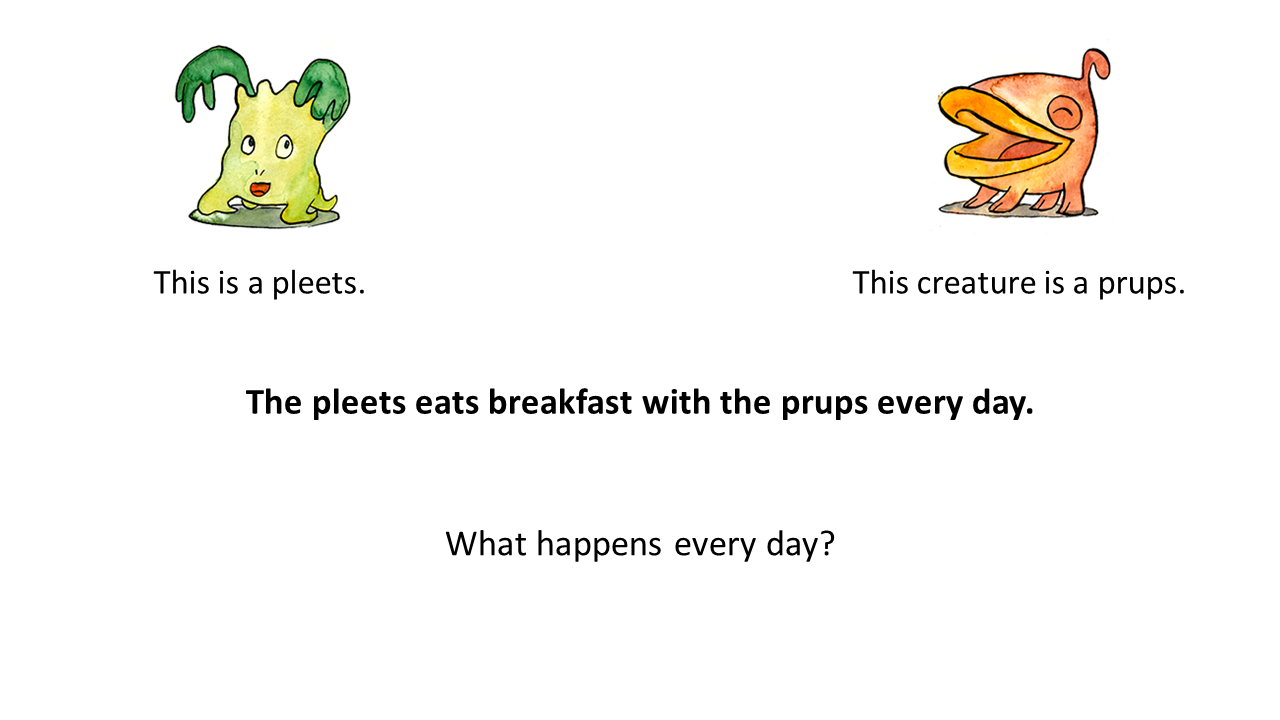 This is a pleets.
This creature is a prups.
The pleets eats breakfast with the prups every day.
What happens every day?